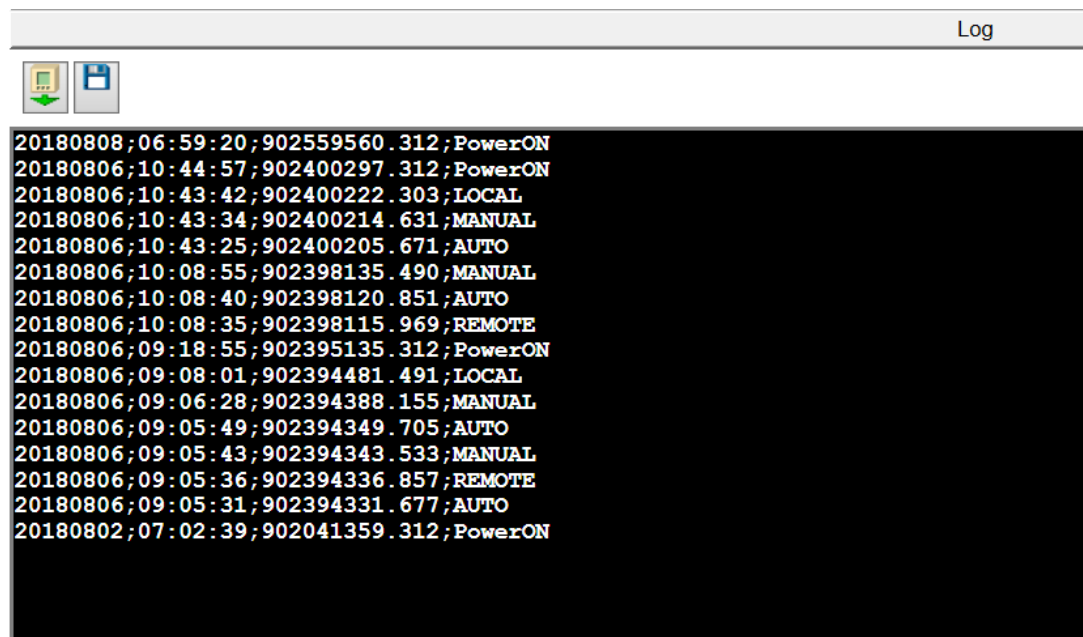 Log
20180808;06:59:20;902559560.312;PowerON
20180806;10:44:57;902400297.312;PowerON
20180806;10:43:42;902400222.303;LOCAL
20180806;10:43:34;902400214.631;MANUAL
20180806;10:43:25;902400205.671;AUTO
20180806;10:08:55;902398135.490;MANUAL
20180806;10:08:40;902398120.851;AUTO
20180806;10:08:35;902398115.969;REMOTE
20180806;09:18:55;902395135.312;PowerON
20180806;09:08:01;902394481.491;LOCAL
20180806;09:06:28;902394388.155;MANUAL
20180806;09:05:49;902394349.705;AUTO
20180806;09:05:43;902394343.533;MANUAL
20180806;09:05:36;902394336.857;REMOTE
20180806;09:05:31;902394331.677;AUTO
20180802;07:02:39;902041359.312;PowerON